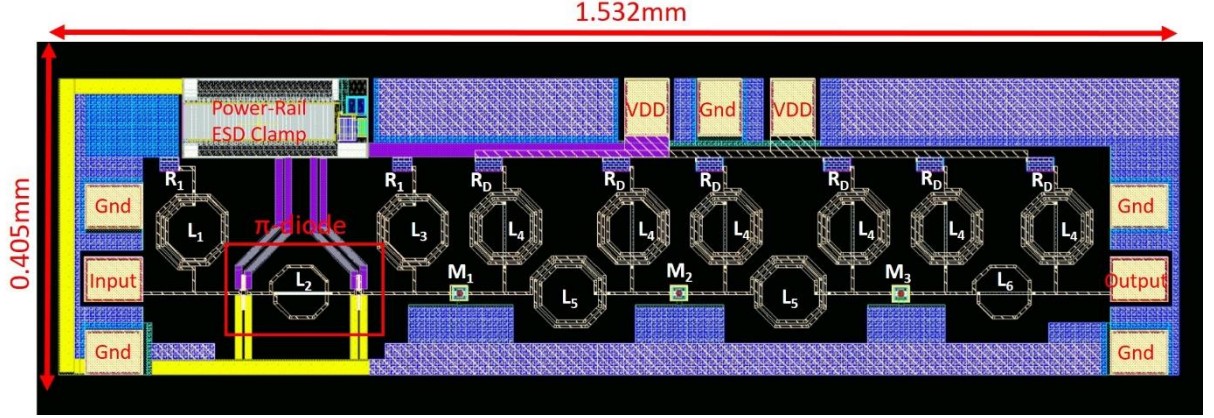 1.532mm
0.405mm
Power-Rail
ESD Clamp
VDD
Gnd
VDD
R1
R1
RD
RD
RD
RD
RD
RD
Gnd
L1
π-diode
L3
L4
L4
L4
L4
L4
L4
Gnd
Input
L2
M1
L5
M2
L5
M3
L6
Output
Gnd
Gnd